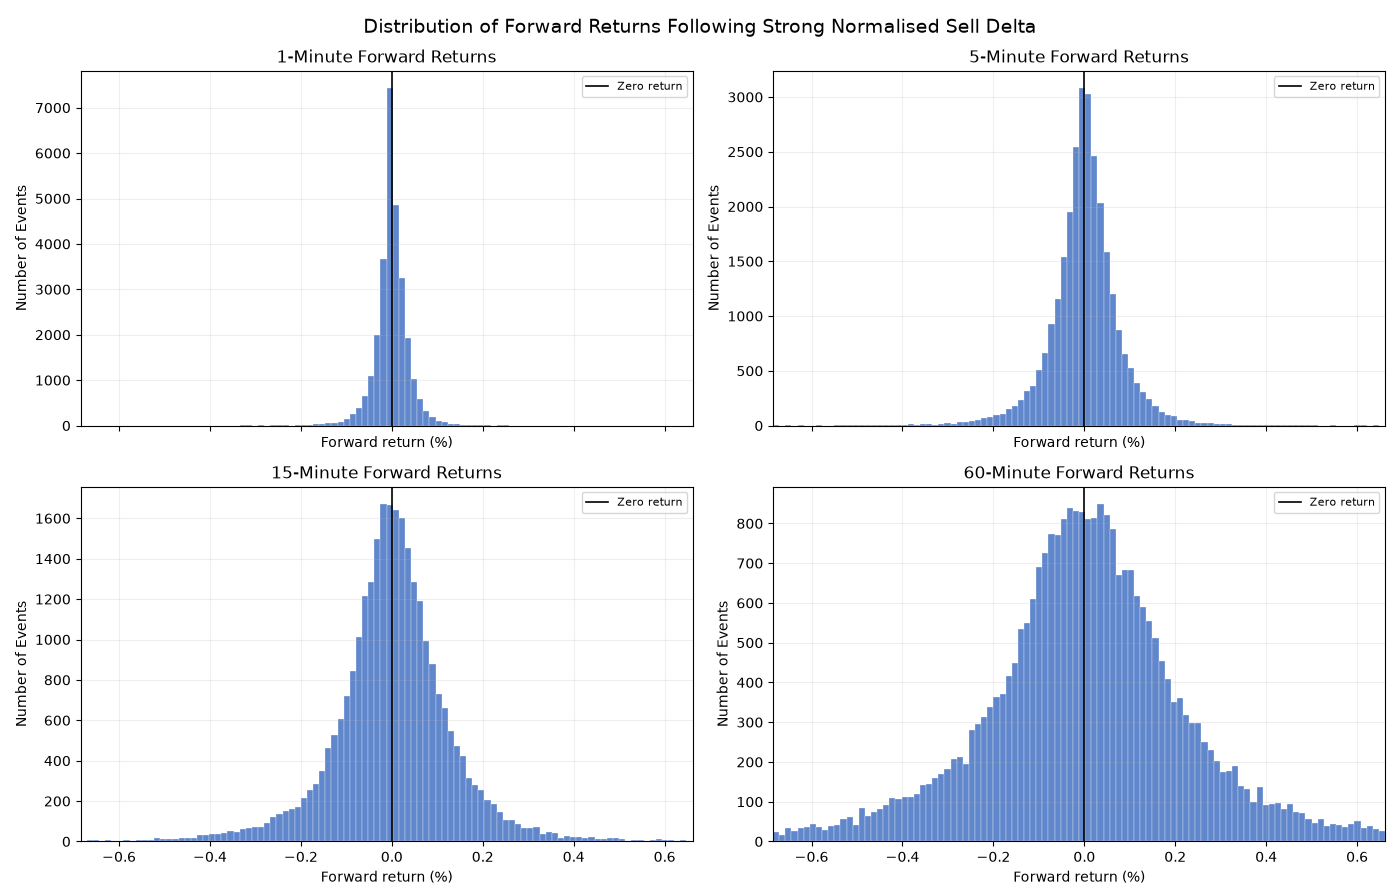 Distribution of Forward Returns Following Strong Normalised Sell Delta
1-Minute Forward Returns
Zero return
Number of Events
7000
6000
5000
4000
3000
2000
1000
0
Forward return (%)
5-Minute Forward Returns
Zero return
Number of Events
3000
2500
2000
1500
1000
500
0
Forward return (%)
15-Minute Forward Returns
Zero return
Number of Events
1600
1400
1200
1000
800
600
400
200
0
−0.6 −0.4 −0.2 0.0 0.2 0.4 0.6
Forward return (%)
60-Minute Forward Returns
Zero return
Number of Events
800
700
600
500
400
300
200
100
0
−0.6 −0.4 −0.2 0.0 0.2 0.4 0.6
Forward return (%)